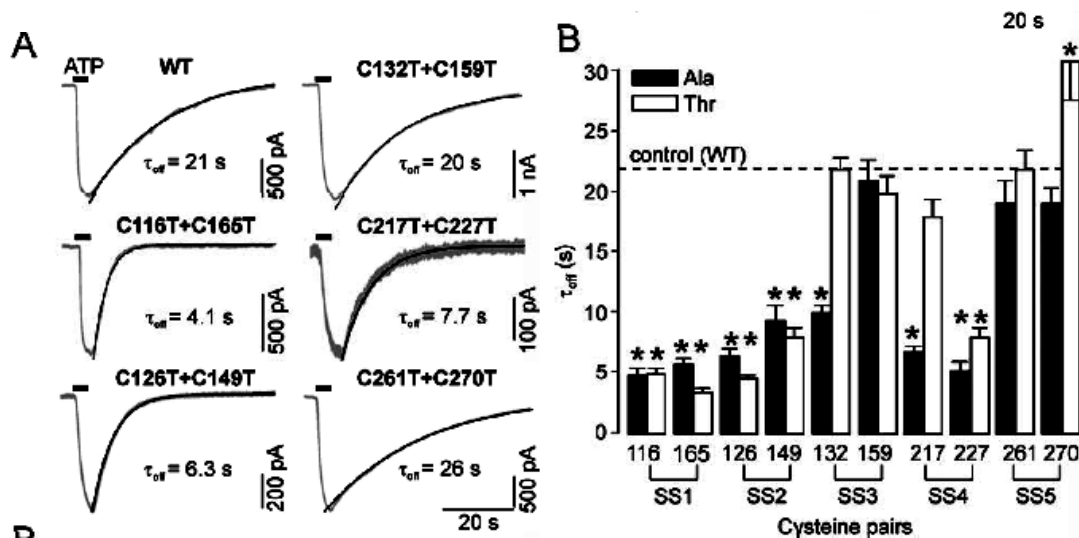 A
ATP WT
τoff = 21 s
500 pA
C132T+C159T
τoff = 20 s
1 nA
C116T+C165T
τoff = 4.1 s
500 pA
C217T+C227T
τoff = 7.7 s
100 pA
C126T+C149T
τoff = 6.3 s
200 pA
C261T+C270T
τoff = 26 s
500 pA
20 s
B
20 s
Ala
Thr
control (WT)
τoff (s)
30
25
20
15
10
5
0
* * * * * * * * * * * * *
116 165 126 149 132 159 217 227 261 270
SS1 SS2 SS3 SS4 SS5
Cysteine pairs